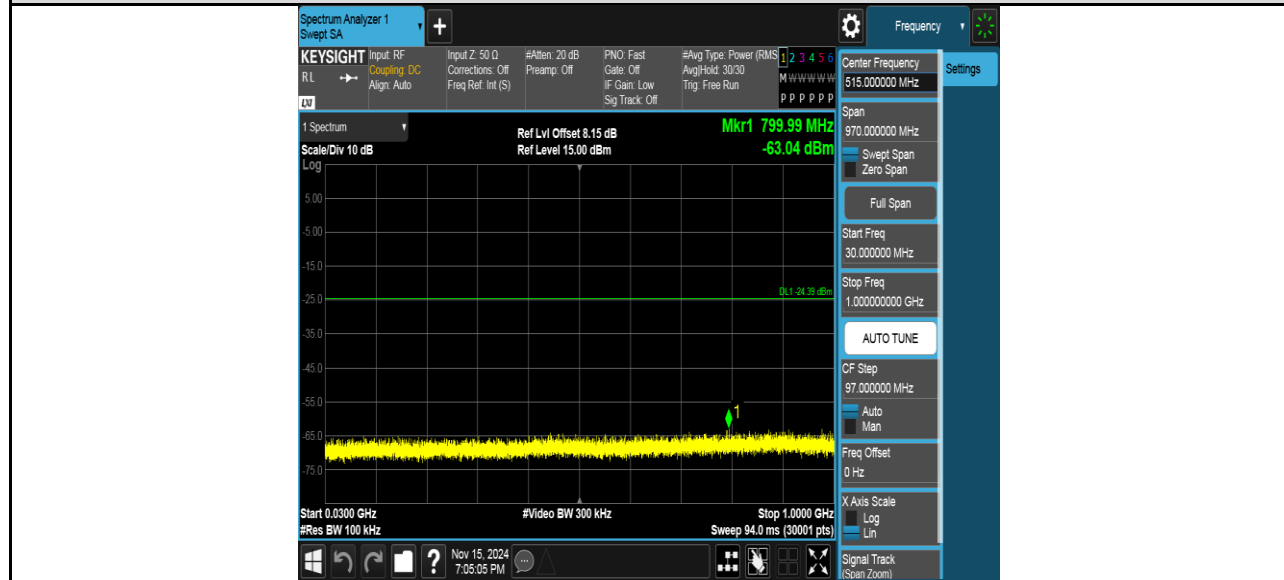 Spectrum Analyzer 1
Swept SA
+
Frequency
KEYSIGHT
RL
LXI
Input: RF
Coupling: DC
Align: Auto
Input Z: 50 Ω
Corrections: Off
Freq Ref: Int (S)
#Atten: 20 dB
Preamp: Off
PNO: Fast
Gate: Off
IF Gain: Low
Sig Track: Off
#Avg Type: Power (RMS
Avg|Hold: 30/30
Trig: Free Run
1 2 3 4 5 6
M W W W W W
P P P P P P
1 Spectrum
Scale/Div 10 dB
Ref Lvl Offset 8.15 dB
Ref Level 15.00 dBm
Mkr1 799.99 MHz
-63.04 dBm
Log
5.00
-5.00
-15.0
-25.0
DL1 -24.39 dBm
-35.0
-45.0
-55.0
1
-65.0
-75.0
Start 0.0300 GHz
#Video BW 300 kHz
Stop 1.0000 GHz
#Res BW 100 kHz
Sweep 94.0 ms (30001 pts)
?
Nov 15, 2024
7:05:05 PM
Center Frequency
515.000000 MHz
Settings
Span
970.000000 MHz
Swept Span
Zero Span
Full Span
Start Freq
30.000000 MHz
Stop Freq
1.000000000 GHz
AUTO TUNE
CF Step
97.000000 MHz
Auto
Man
Freq Offset
0 Hz
X Axis Scale
Log
Lin
Signal Track
(Span Zoom)